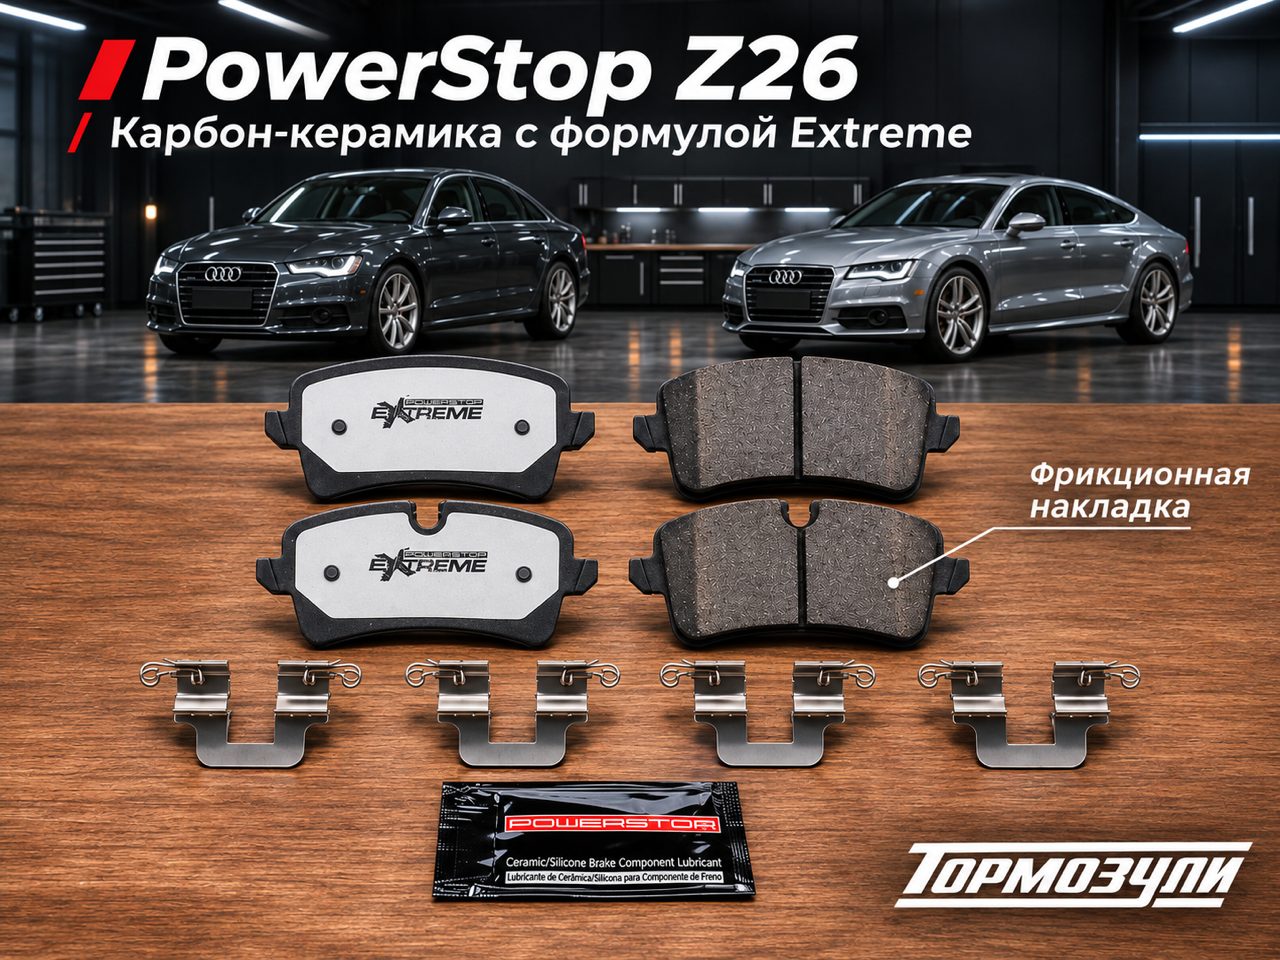 PowerStop Z26
Карбон-керамика с формулой Extreme
POWERSTOP
EXTREME
Фрикционная
накладка
POWERSTOP
EXTREME
POWERSTOP
Ceramic/Silicone Brake Component Lubricant
Lubricante de Cerámica/Silicona para Componente de Freno
ТОРМОЗУЛИ